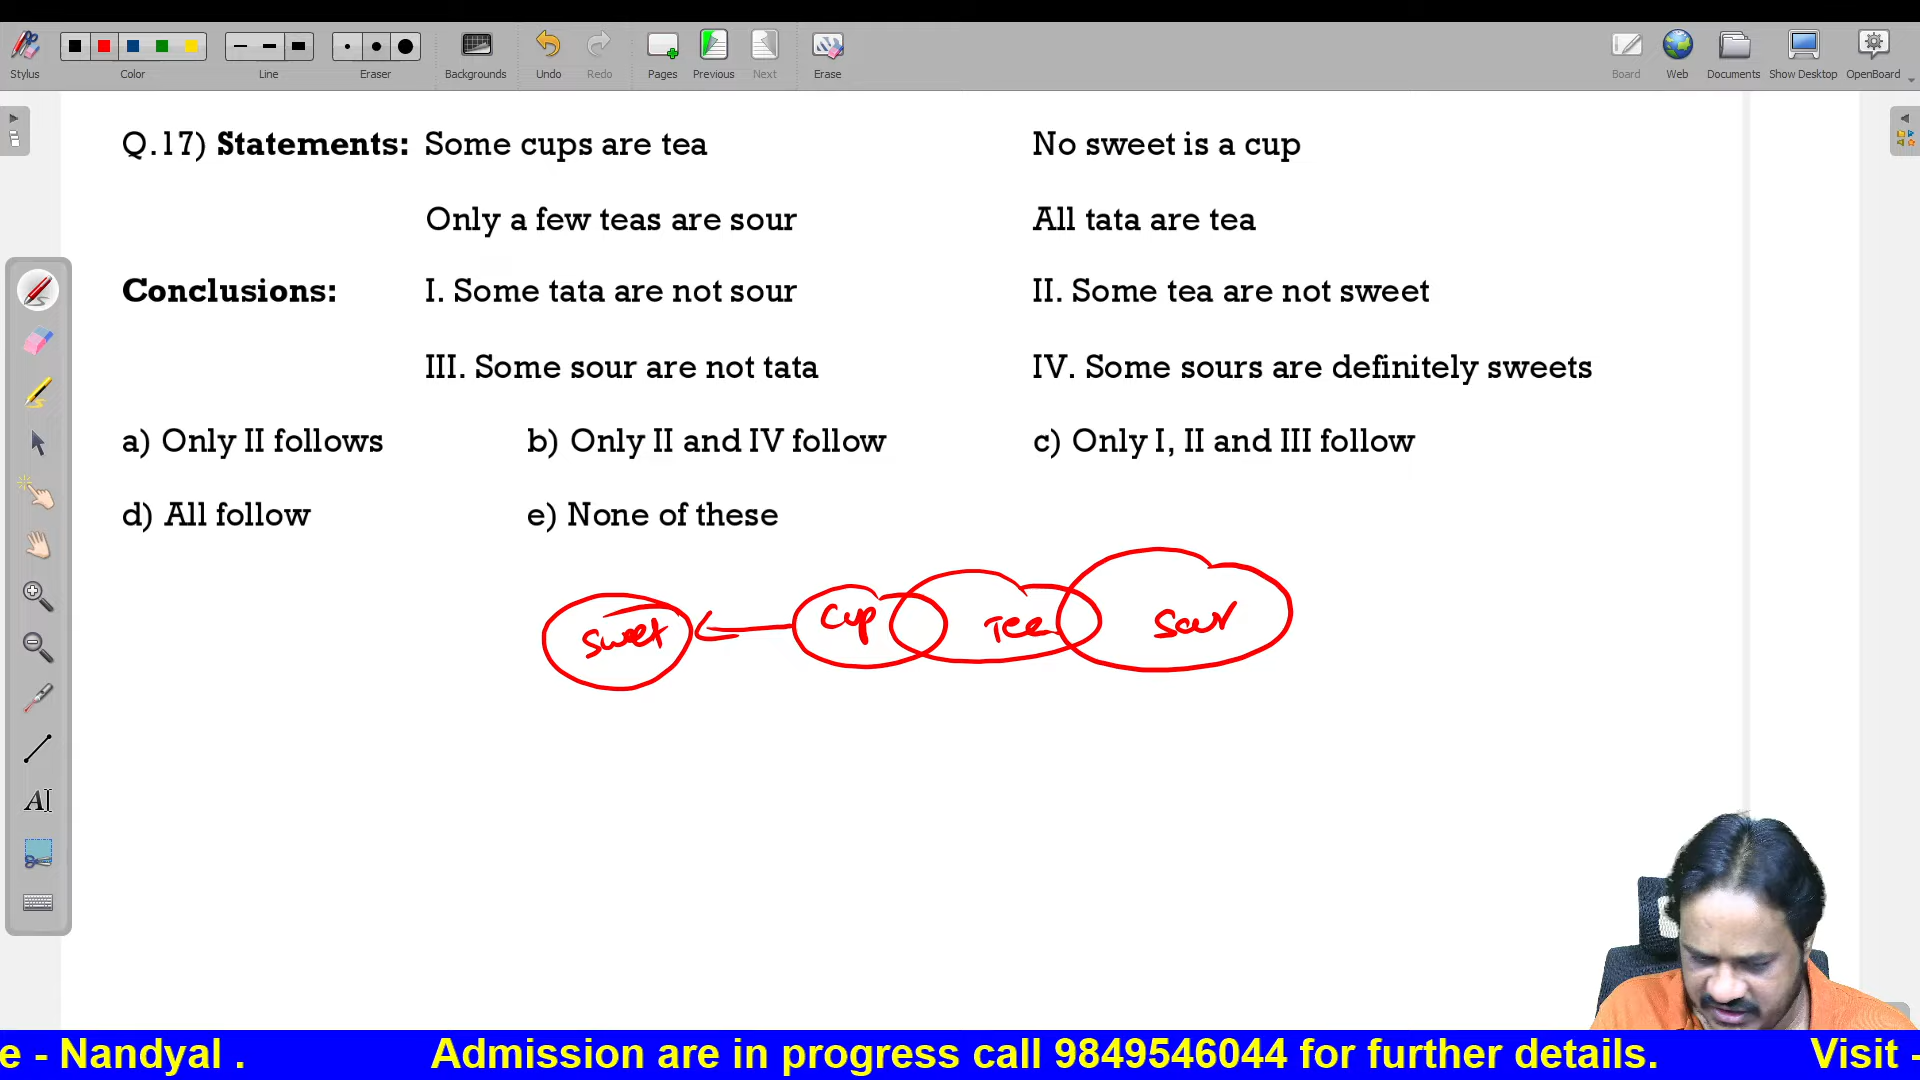 Stylus Color Line Eraser Backgrounds Undo Redo Pages Previous Next Erase Board Web Documents Show Desktop OpenBoard
Q.17) Statements: Some cups are tea No sweet is a cup
Only a few teas are sour All tata are tea
Conclusions: I. Some tata are not sour II. Some tea are not sweet
III. Some sour are not tata IV. Some sours are definitely sweets
a) Only II follows b) Only II and IV follow c) Only I, II and III follow
d) All follow e) None of these
sweet cup Tea Sour
e - Nandyal . Admission are in progress call 9849546044 for further details. Visit -